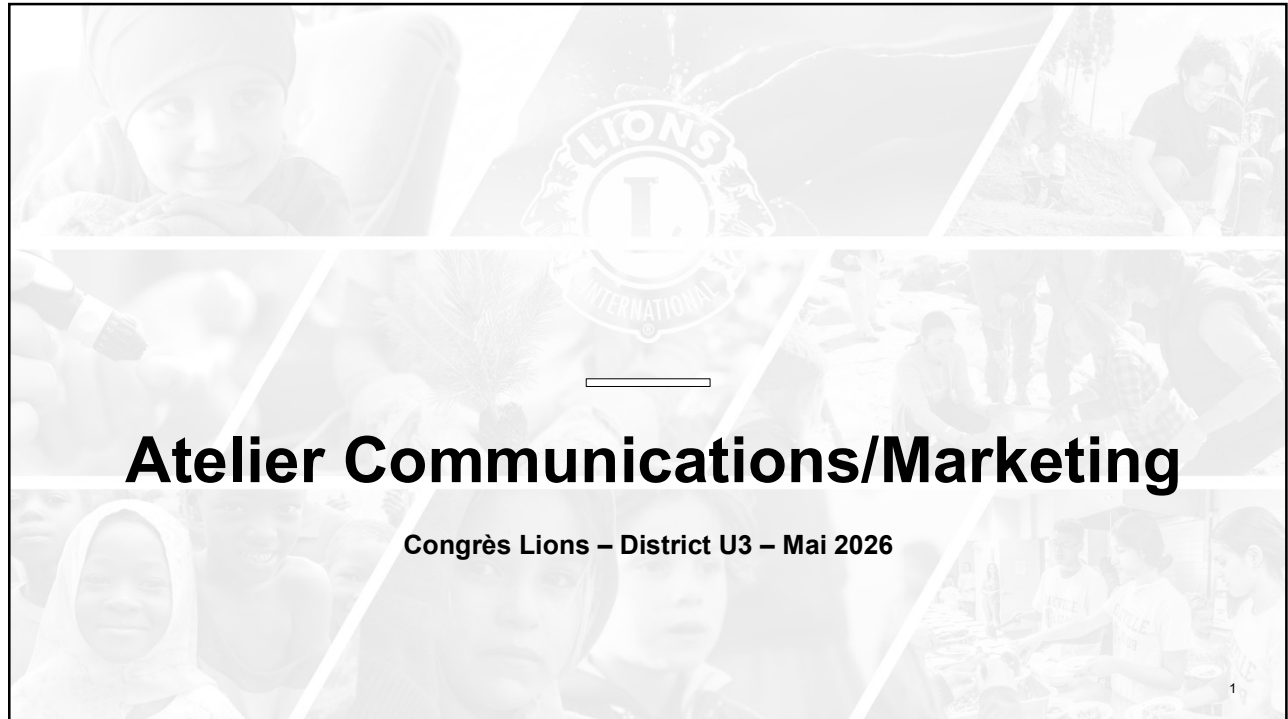 LIONS
L
INTERNATIONAL
®
Atelier Communications/Marketing
Congrès Lions – District U3 – Mai 2026
1